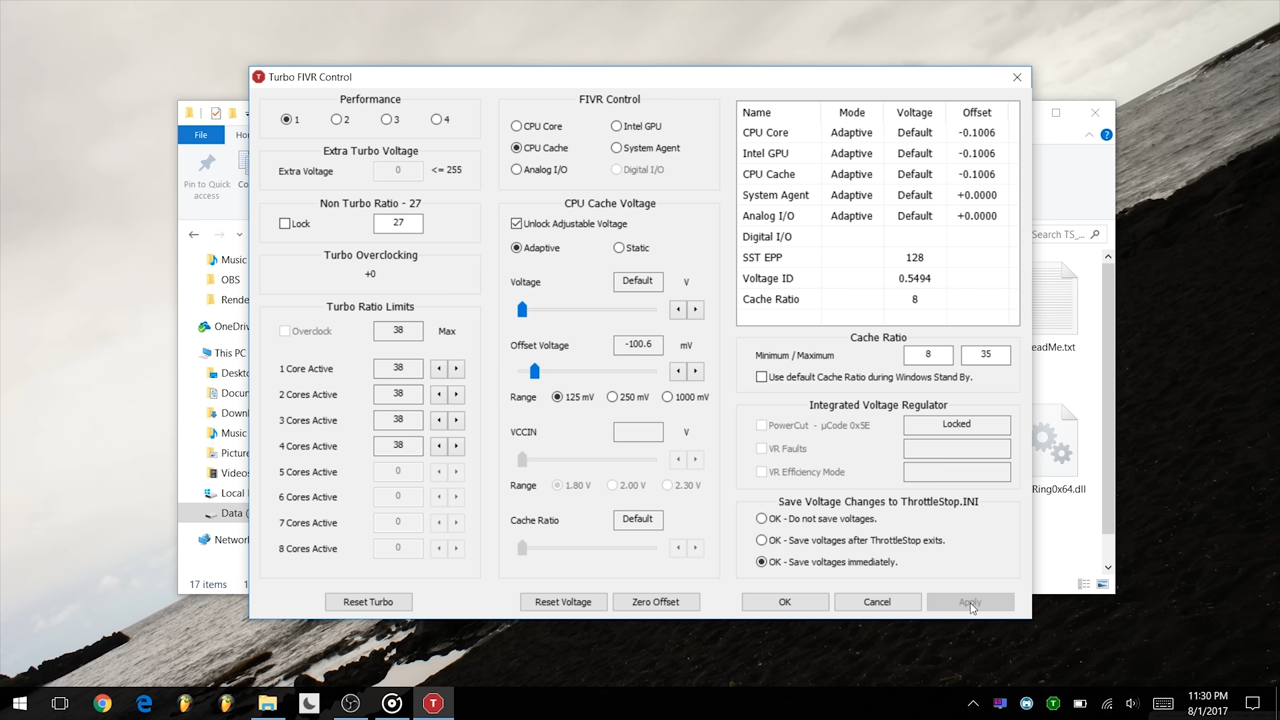 Turbo FIVR Control
File
Ho
Pin to Quick
access
Co
Music
OBS
Rende
OneDriv
This PC
Deskto
Docum
Downl
Music
Picture
Videos
Local
Data (
Network
17 items
1
Performance
1
2
3
4
Extra Turbo Voltage
Extra Voltage
0
<= 255
Non Turbo Ratio - 27
Lock
27
Turbo Overclocking
+0
Turbo Ratio Limits
Overclock
38
Max
1 Core Active
38
2 Cores Active
38
3 Cores Active
38
4 Cores Active
38
5 Cores Active
0
6 Cores Active
0
7 Cores Active
0
8 Cores Active
0
Reset Turbo
FIVR Control
CPU Core
Intel GPU
CPU Cache
System Agent
Analog I/O
Digital I/O
CPU Cache Voltage
Unlock Adjustable Voltage
Adaptive
Static
Voltage
Default
V
Offset Voltage
-100.6
mV
Range
125 mV
250 mV
1000 mV
VCCIN
V
Range
1.80 V
2.00 V
2.30 V
Cache Ratio
Default
Reset Voltage
Zero Offset
Name Mode Voltage Offset
CPU Core Adaptive Default -0.1006
Intel GPU Adaptive Default -0.1006
CPU Cache Adaptive Default -0.1006
System Agent Adaptive Default +0.0000
Analog I/O Adaptive Default +0.0000
Digital I/O
SST EPP 128
Voltage ID 0.5494
Cache Ratio 8
Cache Ratio
Minimum / Maximum
8
35
Use default Cache Ratio during Windows Stand By.
Integrated Voltage Regulator
PowerCut - µCode 0x5E
Locked
VR Faults
VR Efficiency Mode
Save Voltage Changes to ThrottleStop.INI
OK - Do not save voltages.
OK - Save voltages after ThrottleStop exits.
OK - Save voltages immediately.
OK
Cancel
Apply
Search TS_...
eadMe.txt
Ring0x64.dll
11:30 PM
8/1/2017